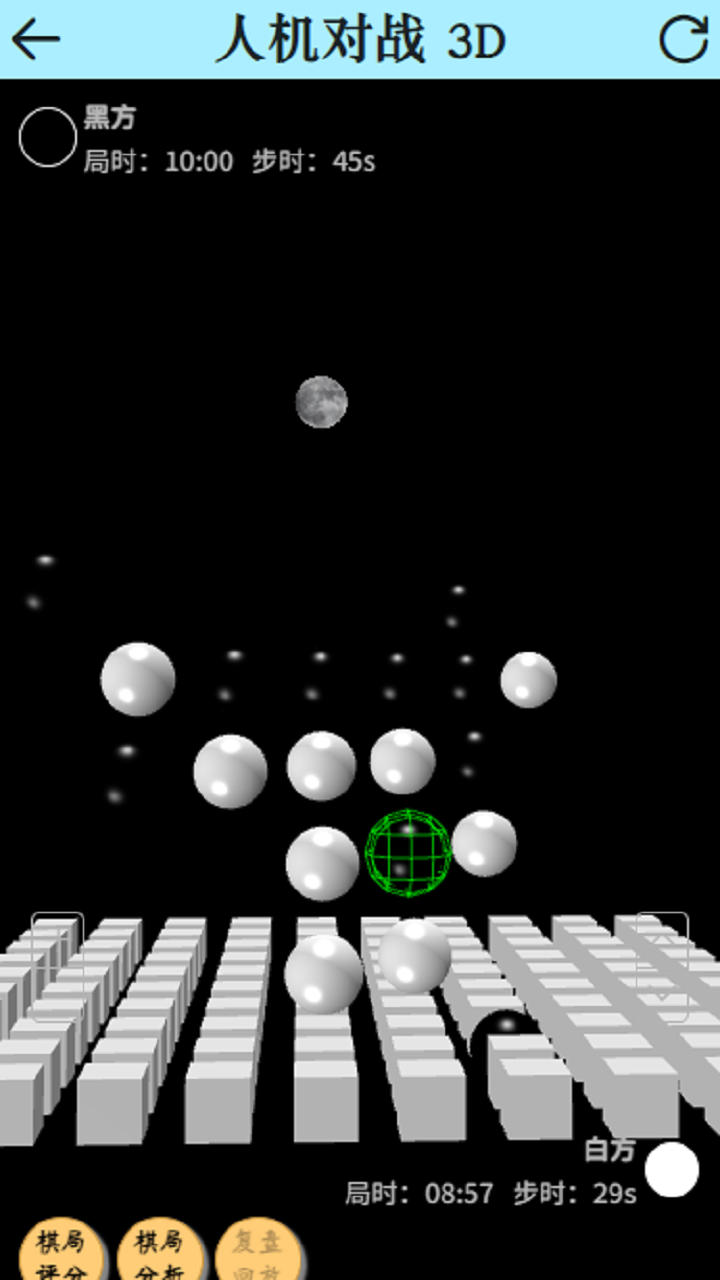 人机对战 3D
黑方
局时：10:00 步时：45s
白方
局时：08:57 步时：29s
棋局 棋局 复盘
评分 分析 回放